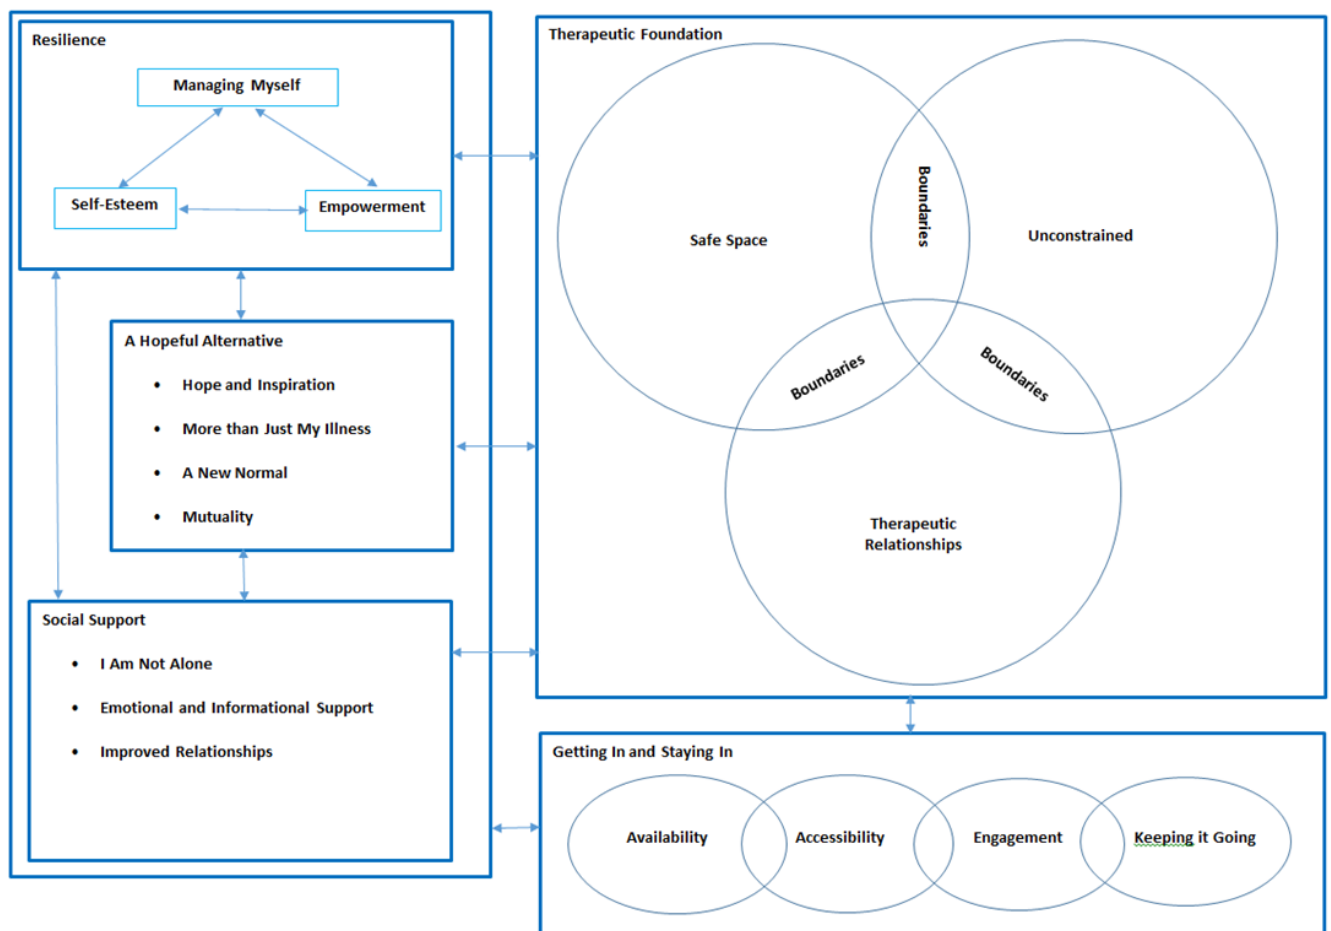 Resilience
Managing Myself
Self-Esteem
Empowerment
A Hopeful Alternative
• Hope and Inspiration
• More than Just My Illness
• A New Normal
• Mutuality
Social Support
• I Am Not Alone
• Emotional and Informational Support
• Improved Relationships
Therapeutic Foundation
Safe Space
Boundaries
Unconstrained
Boundaries
Boundaries
Therapeutic
Relationships
Getting In and Staying In
Availability
Accessibility
Engagement
Keeping it Going